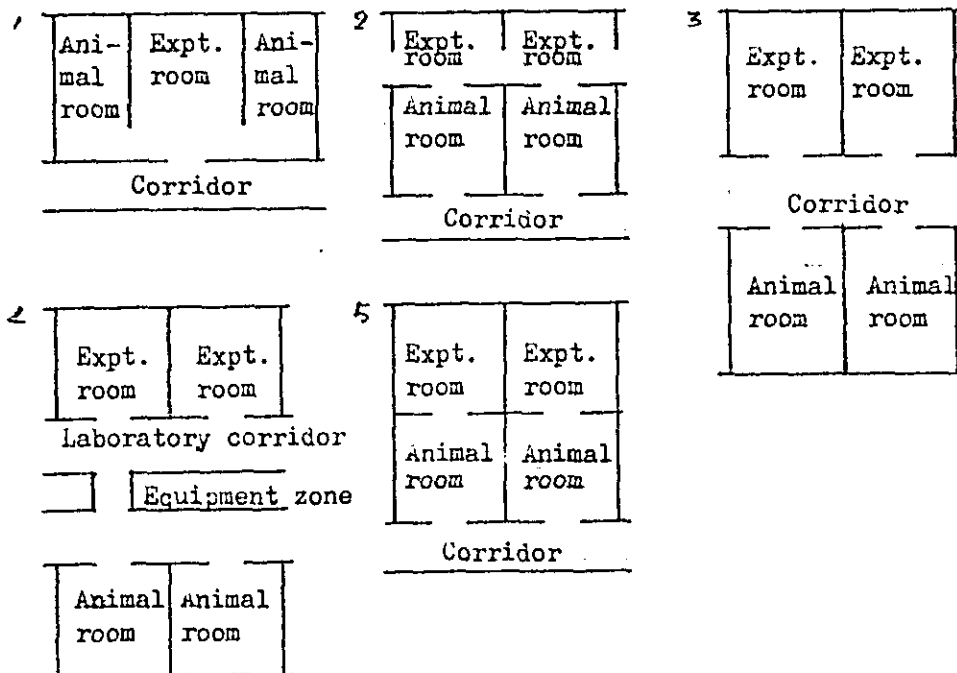 1
Ani-
mal
room
Expt.
room
Ani-
mal
room
Corridor
2
Expt.
room
Expt.
room
Animal
room
Animal
room
Corridor
3
Expt.
room
Expt.
room
Corridor
Animal
room
Animal
room
Expt.
room
Expt.
room
Laboratory corridor
Equipment zone
Animal
room
Animal
room
5
Expt.
room
Expt.
room
Animal
room
Animal
room
Corridor